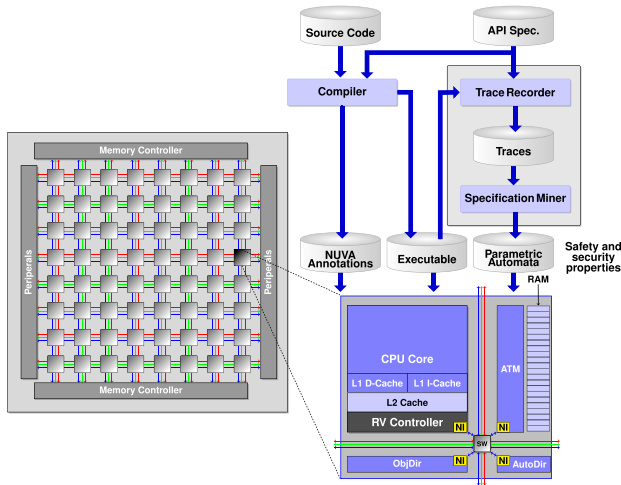 Source Code
API Spec.
Compiler
Trace Recorder
Traces
Specification Miner
Memory Controller
Periperals
Periperals
Memory Controller
NUVA
Annotations
Executable
Parametric
Automata
Safety and
security
properties
RAM
CPU Core
L1 D-Cache
L1 I-Cache
L2 Cache
RV Controller
ATM
NI
NI
SW
NI
NI
ObjDir
AutoDir